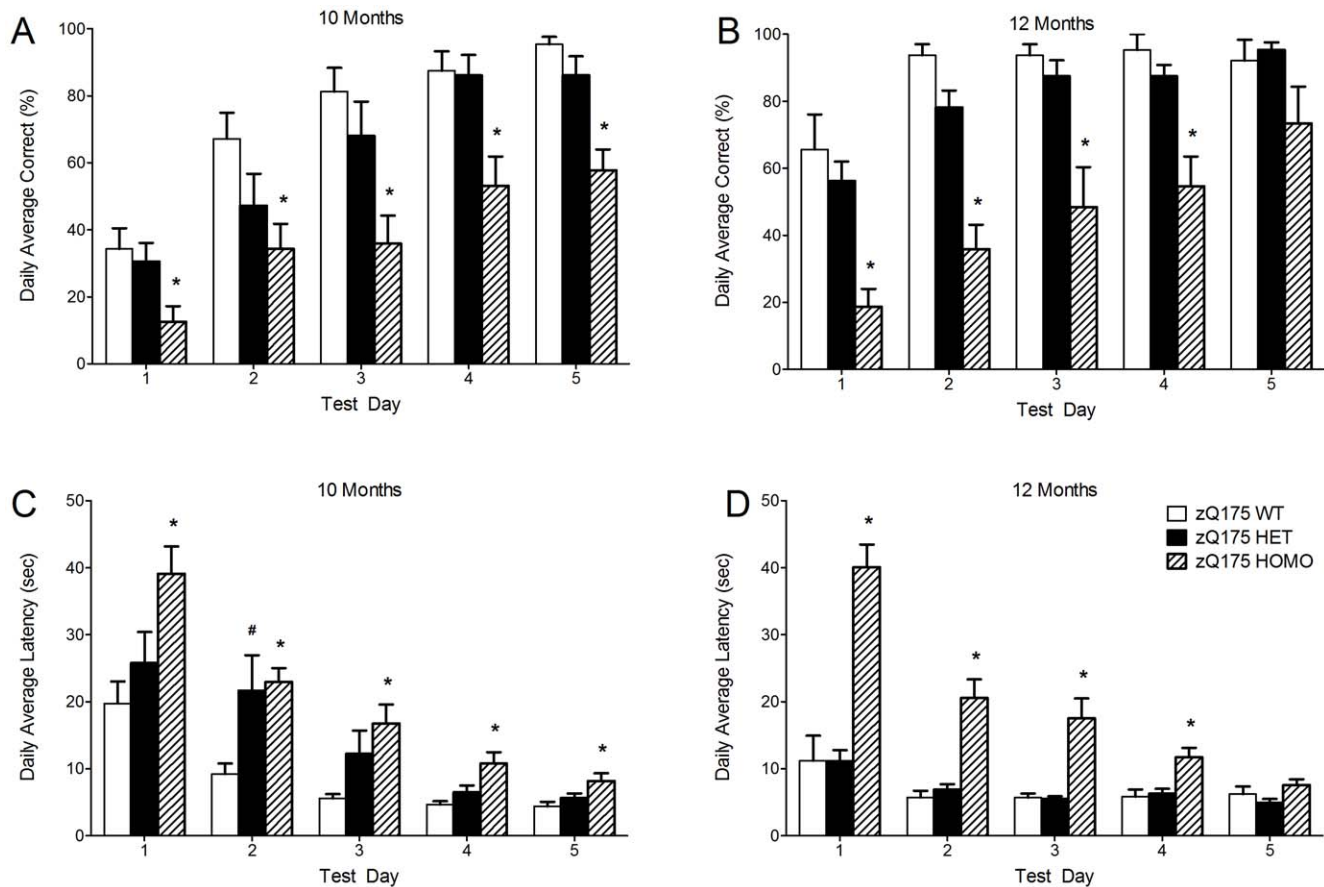 A
10 Months
Daily Average Correct (%)
100
80
60
40
20
0
*
*
*
*
*
1 2 3 4 5
Test Day
B
12 Months
Daily Average Correct (%)
100
80
60
40
20
0
*
*
*
*
1 2 3 4 5
Test Day
C
10 Months
Daily Average Latency (sec)
50
40
30
20
10
0
*
#
*
*
*
*
1 2 3 4 5
Test Day
D
12 Months
Daily Average Latency (sec)
50
40
30
20
10
0
*
*
*
*
zQ175 WT
zQ175 HET
zQ175 HOMO
1 2 3 4 5
Test Day